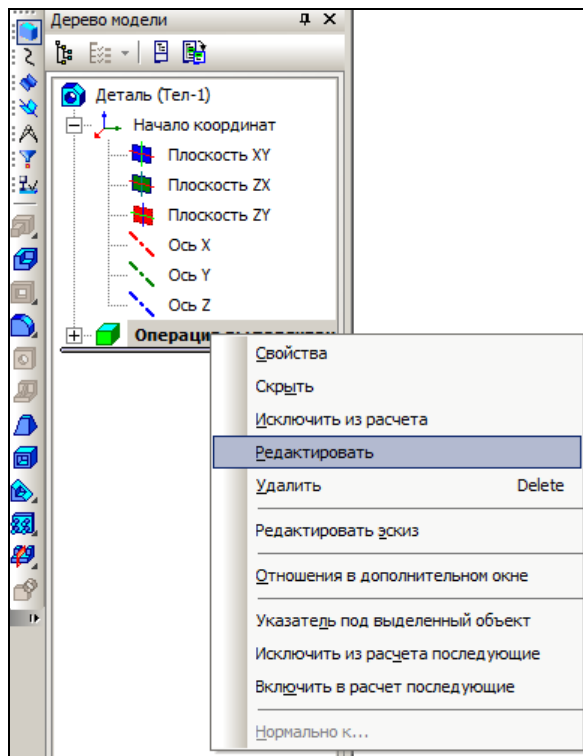 Дерево модели
Деталь (Тел-1)
Начало координат
Плоскость XY
Плоскость ZX
Плоскость ZY
Ось X
Ось Y
Ось Z
Свойства
Скрыть
Исключить из расчета
Редактировать
Удалить Delete
Редактировать эскиз
Отношения в дополнительном окне
Указатель под выделенный объект
Исключить из расчета последующие
Включить в расчет последующие
Нормально к...